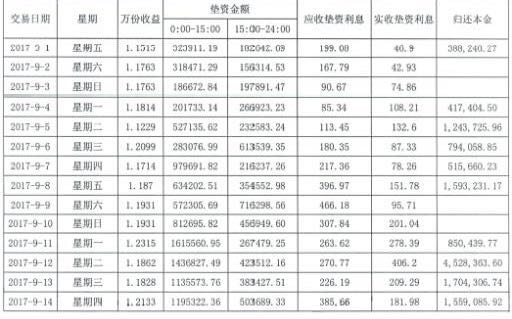 交易日期 星期 万份收益 垫资金额 应收垫资利息 实收垫资利息 归还本金
0:00-15:00 15:00-24:00
2017 9 1 星期五 1.1515 323911.19 182642.09 199.08 40.9 388,240.27
2017-9-2 星期六 1.1763 318471.29 156314.53 167.79 42.93
2017-9-3 星期日 1.1763 186672.84 197891.47 90.67 74.86
2017-9-4 星期一 1.1814 201733.14 266923.23 85.34 108.21 417,404.50
2017-9-5 星期二 1.1229 527135.62 232583.24 113.45 132.6 1,243,725.96
2017-9-6 星期三 1.2099 283076.99 613539.35 180.35 87.33 794,058.85
2017-9-7 星期四 1.1714 979691.82 216237.26 217.36 78.26 515,660.23
2017-9-8 星期五 1.187 634202.51 354552.98 396.97 151.78 1,593,231.17
2017-9-9 星期六 1.1931 572305.69 716298.56 466.18 95.71
2017-9-10 星期日 1.1931 812695.82 456949.60 307.84 201.04
2017-9-11 星期一 1.2315 1615560.95 267479.25 263.62 278.39 850,439.77
2017-9-12 星期二 1.1862 1436827.49 423512.16 270.77 406.2 4,528,363.60
2017-9-13 星期三 1.1828 1135573.76 383427.51 226.19 209.29 1,704,306.74
2017-9-14 星期四 1.2133 1195322.36 503689.33 385.66 181.98 1,559,085.92